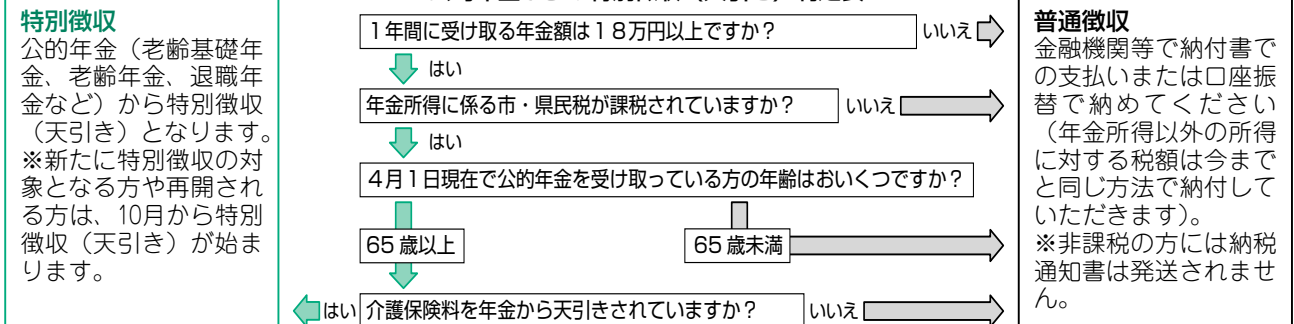 特別徴収
公的年金（老齢基礎年
金、老齢年金、退職年
金など）から特別徴収
（天引き）となります。
※新たに特別徴収の対
象となる方や再開され
る方は、10月から特別
徴収（天引き）が始ま
ります。
１年間に受け取る年金額は１８万円以上ですか？
いいえ
はい
年金所得に係る市・県民税が課税されていますか？
いいえ
はい
４月１日現在で公的年金を受け取っている方の年齢はおいくつですか？
65 歳以上
65 歳未満
はい
介護保険料を年金から天引きされていますか？
いいえ
普通徴収
金融機関等で納付書で
の支払いまたは口座振
替で納めてください
（年金所得以外の所得
に対する税額は今まで
と同じ方法で納付して
いただきます）。
※非課税の方には納税
通知書は発送されませ
ん。